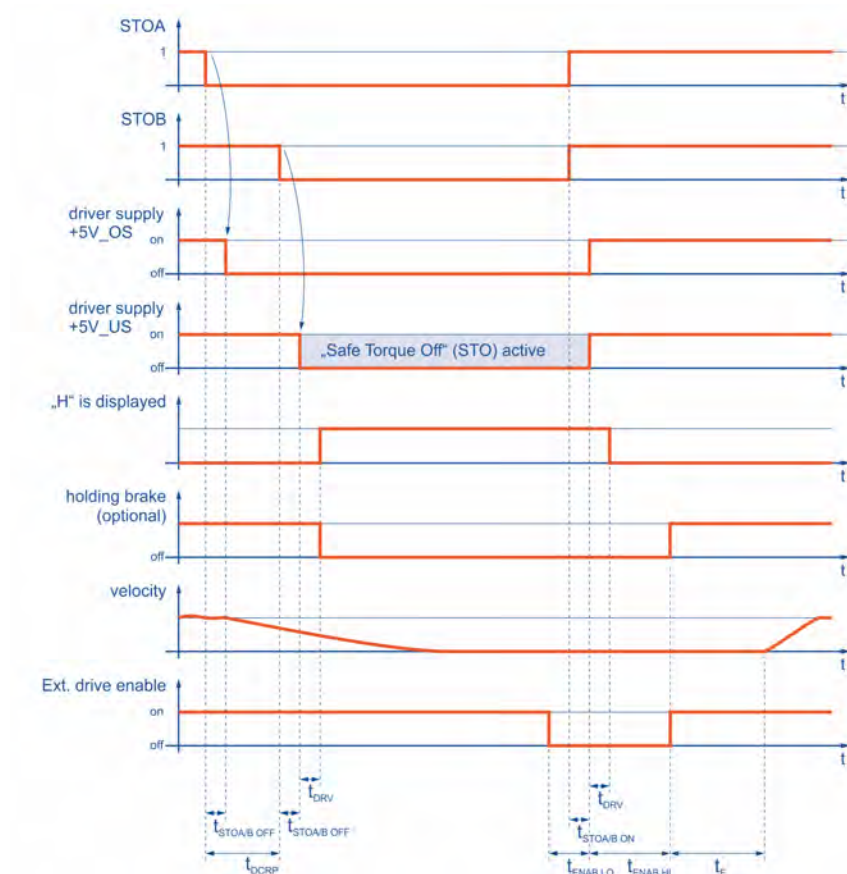 STOA
1
t
STOB
1
t
driver supply
+5V_OS
on
off
t
driver supply
+5V_US
on
„Safe Torque Off“ (STO) active
off
t
„H“ is displayed
t
holding brake
(optional)
off
t
velocity
t
Ext. drive enable
on
off
t
tDRV tDRV
tSTOA/B OFF tSTOA/B OFF tSTOA/B ON
tDCRP tENAB LO tENAB HI tF